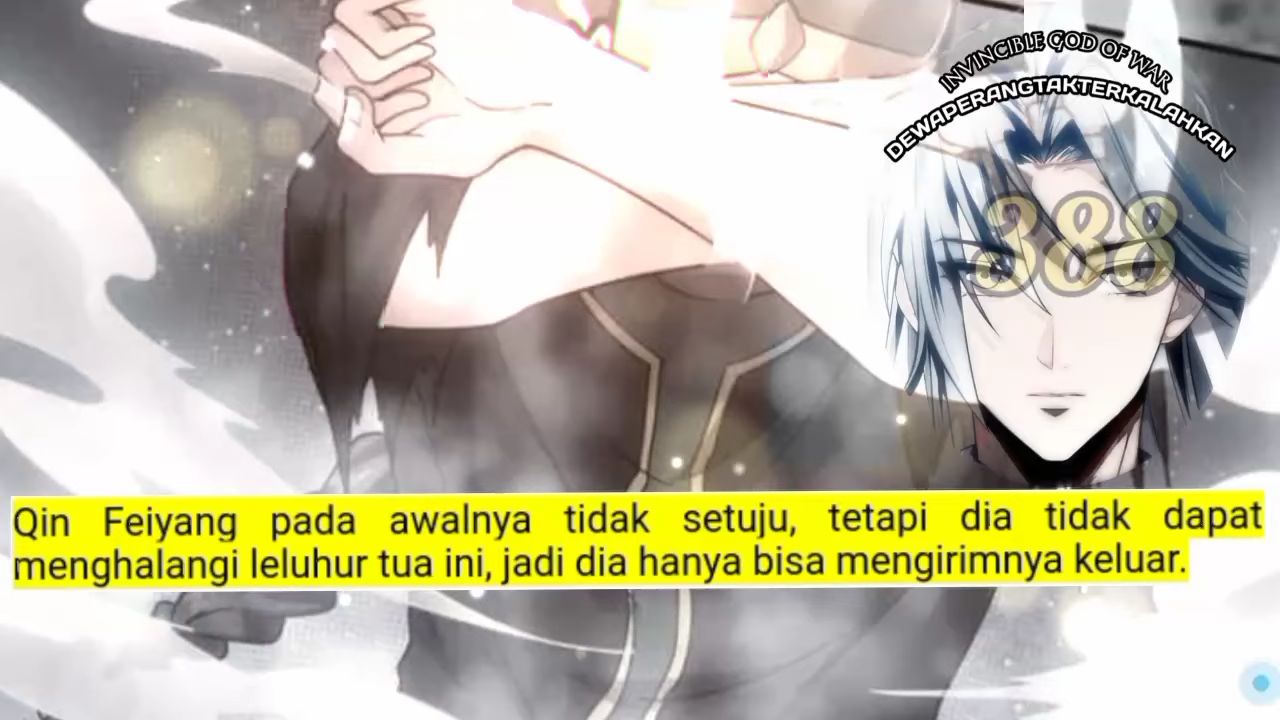 INVINCIBLE GOD OF WAR
DEWAPERANGTAKTERKALAHKAN
388
Qin Feiyang pada awalnya tidak setuju, tetapi dia tidak dapat
menghalangi leluhur tua ini, jadi dia hanya bisa mengirimnya keluar.